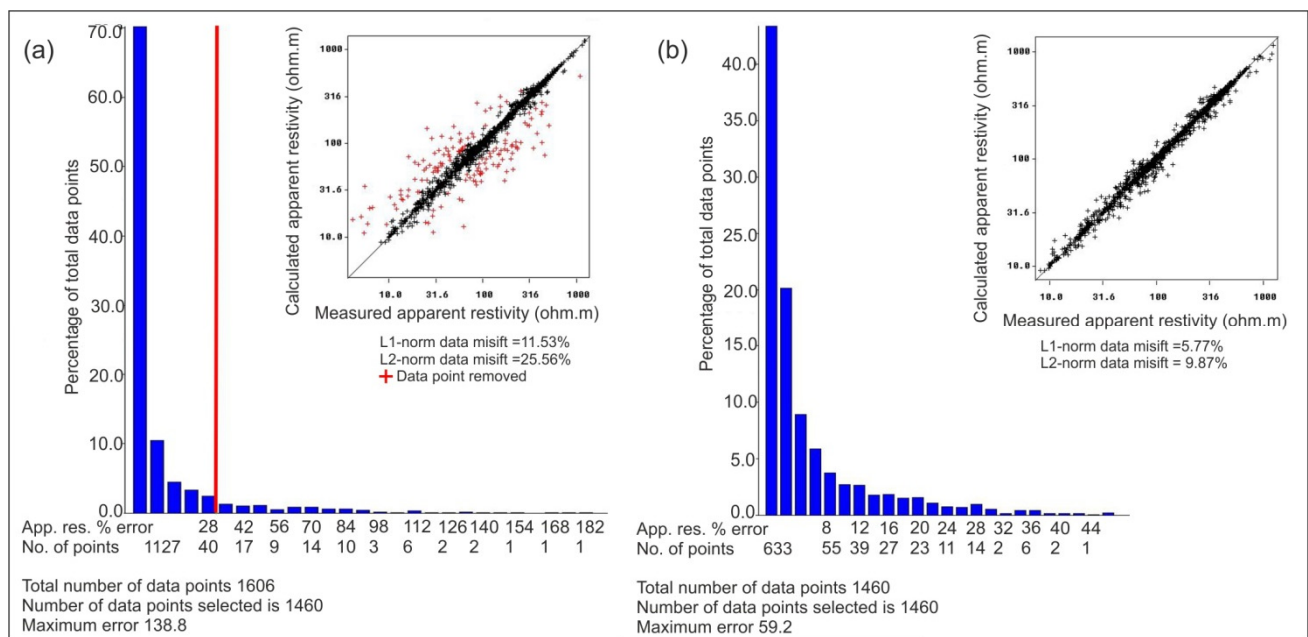 (a)
Percentage of total data points
70.0
60.0
50.0
40.0
30.0
20.0
10.0
0.0
App. res. % error 28 42 56 70 84 98 112 126 140 154 168 182
No. of points 1127 40 17 9 14 10 3 6 2 2 1 1 1
Total number of data points 1606
Number of data points selected is 1460
Maximum error 138.8
Calculated apparent restivity (ohm.m)
1000
316
100
31.6
10.0
10.0 31.6 100 316 1000
Measured apparent restivity (ohm.m)
L1-norm data misift =11.53%
L2-norm data misift =25.56%
+ Data point removed
(b)
Percentage of total data points
40.0
35.0
30.0
25.0
20.0
15.0
10.0
5.0
0.0
App. res. % error 8 12 16 20 24 28 32 36 40 44
No. of points 633 55 39 27 23 11 14 2 6 2 1
Total number of data points 1460
Number of data points selected is 1460
Maximum error 59.2
Calculated apparent restivity (ohm.m)
1000
316
100
31.6
10.0
10.0 31.6 100 316 1000
Measured apparent restivity (ohm.m)
L1-norm data misift =5.77%
L2-norm data misift = 9.87%